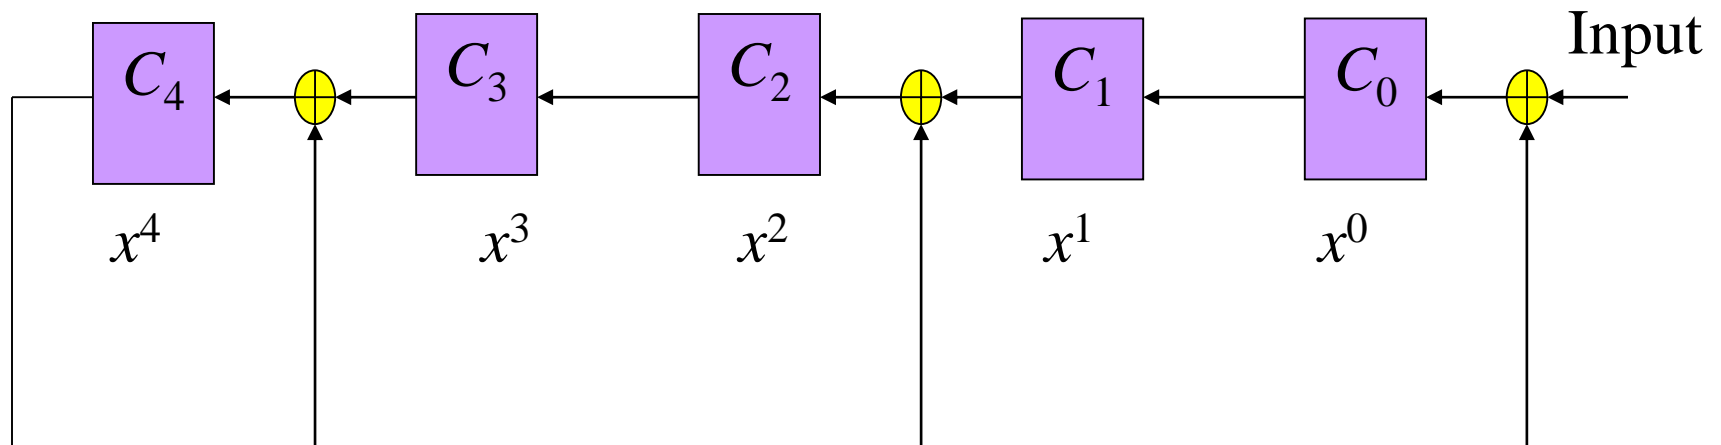 Input
C₄ C₃ C₂ C₁ C₀
x⁴ x³ x² x¹ x⁰